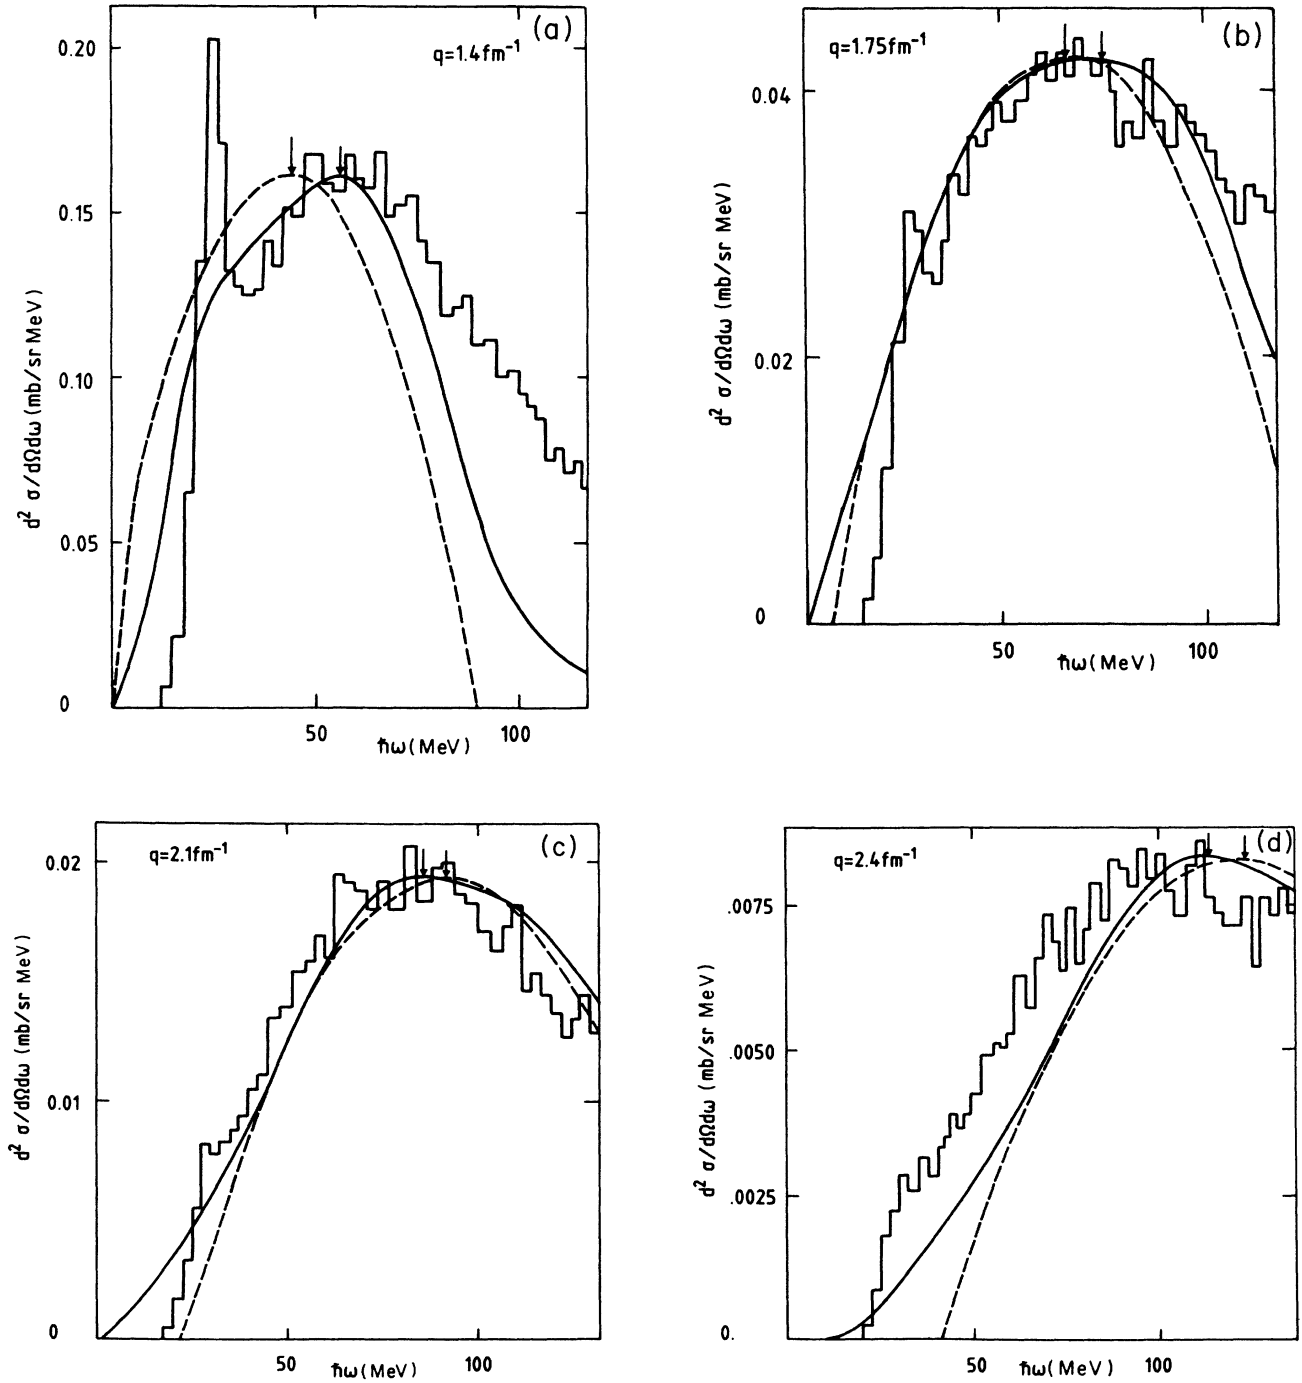 (a)
q=1.4fm⁻¹
0.20
0.15
0.10
0.05
0
d² σ/dΩdω (mb/sr MeV)
50
100
ħω(MeV)
(b)
q=1.75fm⁻¹
0.04
0.02
0
d² σ/dΩdω (mb/sr MeV)
50
100
ħω(MeV)
(c)
q=2.1fm⁻¹
0.02
0.01
0
d² σ/dΩdω (mb/sr MeV)
50
100
ħω(MeV)
(d)
q=2.4fm⁻¹
.0075
.0050
.0025
0.
d² σ/dΩdω (mb/sr MeV)
50
100
ħω(MeV)